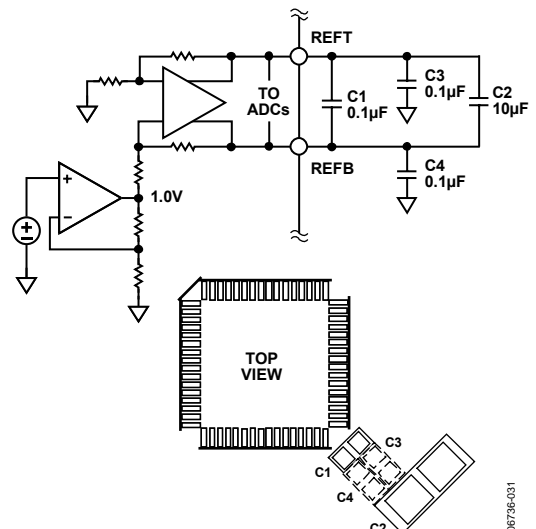 REFT
C3
0.1µF
C1
0.1µF
C2
10µF
TO
ADCs
REFB
C4
0.1µF
1.0V
+
–
+
–
TOP
VIEW
C3
C1
C4
C2
06736-031